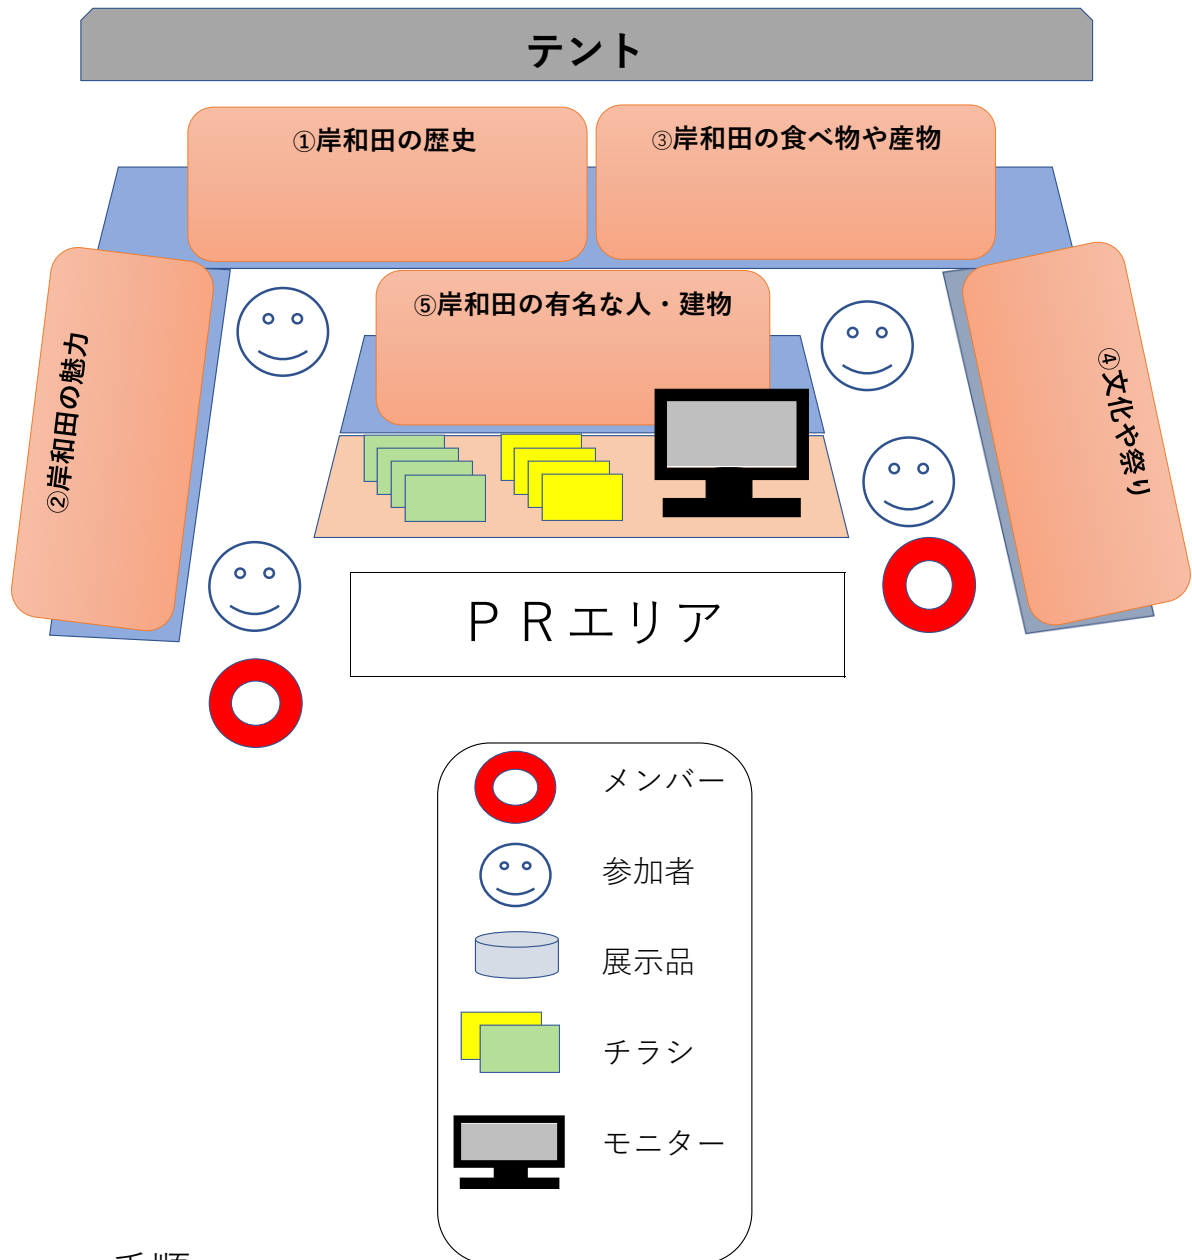 テント
①岸和田の歴史
③岸和田の食べ物や産物
②岸和田の魅力
⑤岸和田の有名な人・建物
④文化や祭り
ＰＲエリア
メンバー
参加者
展示品
チラシ
モニター